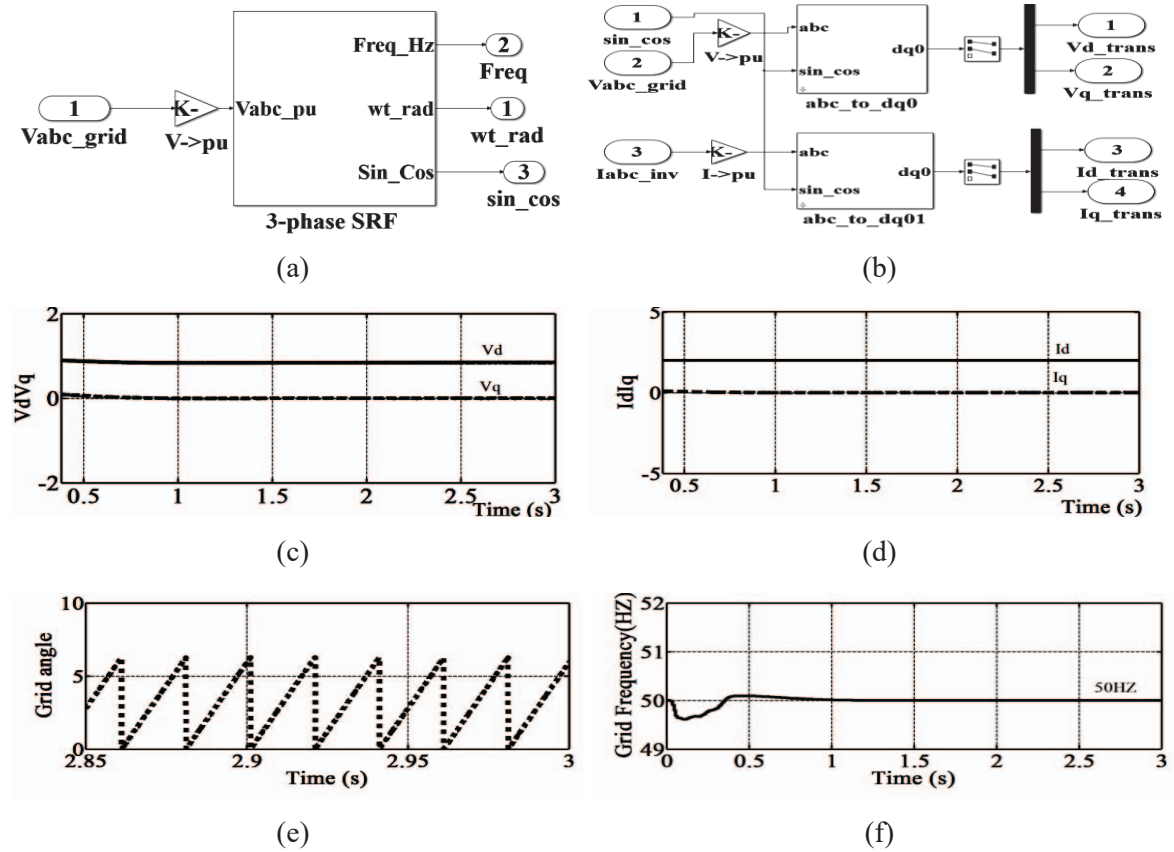 Freq_Hz
2
Freq
1
Vabc_grid
K-
V->pu
Vabc_pu
wt_rad
1
wt_rad
Sin_Cos
3
sin_cos
3-phase SRF
(a)
1
sin_cos
K-
V->pu
2
Vabc_grid
abc
sin_cos
dq0
abc_to_dq0
1
Vd_trans
2
Vq_trans
3
Iabc_inv
K-
I->pu
abc
sin_cos
dq0
abc_to_dq01
3
Id_trans
4
Iq_trans
(b)
2
0
-2
VdVq
Vd
Vq
0.5 1 1.5 2 2.5 3
Time (s)
(c)
5
0
-5
IdIq
Id
Iq
0.5 1 1.5 2 2.5 3
Time (s)
(d)
10
5
0
Grid angle
2.85 2.9 2.95 3
Time (s)
(e)
52
51
50
49
Grid Frequency(HZ)
50HZ
0 0.5 1 1.5 2 2.5 3
Time (s)
(f)